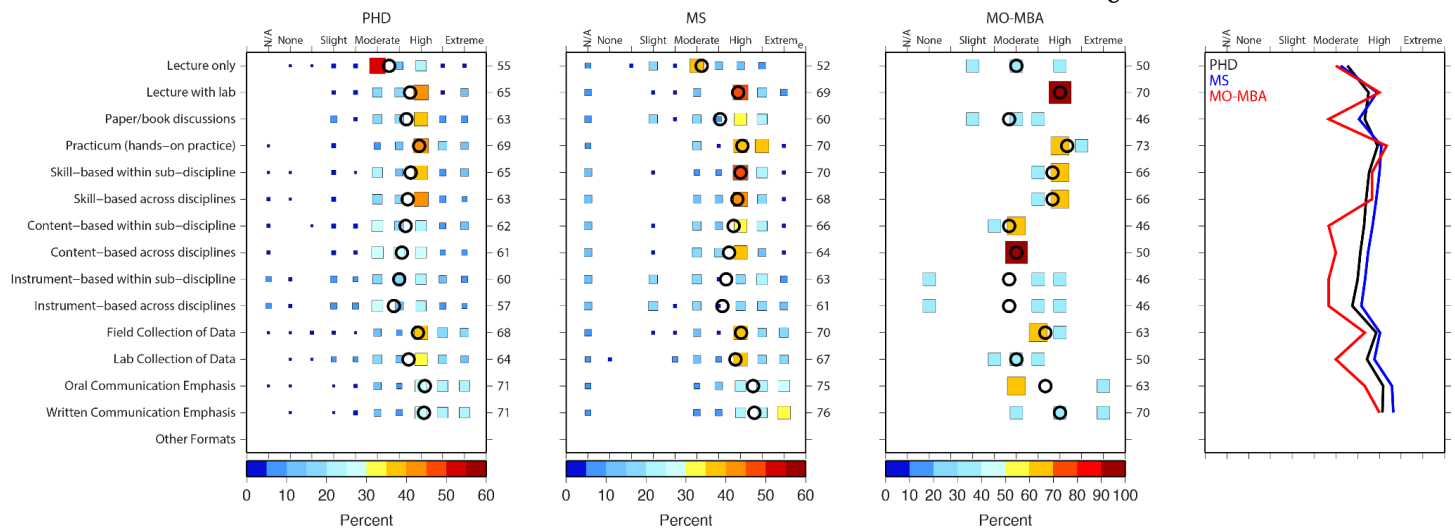 PHD
MS
MO-MBA
N/A None Slight Moderate High Extreme
N/A None Slight Moderate High Extreme
N/A None Slight Moderate High Extreme
N/A None Slight Moderate High Extreme
Lecture only 55 52 50
PHD
MS
MO-MBA
Lecture with lab 65 69 70
Paper/book discussions 63 60 46
Practicum (hands-on practice) 69 70 73
Skill-based within sub-discipline 65 70 66
Skill-based across disciplines 63 68 66
Content-based within sub-discipline 62 66 46
Content-based across disciplines 61 64 50
Instrument-based within sub-discipline 60 63 46
Instrument-based across disciplines 57 61 46
Field Collection of Data 68 70 63
Lab Collection of Data 64 67 50
Oral Communication Emphasis 71 75 63
Written Communication Emphasis 71 76 70
Other Formats
0 10 20 30 40 50 60
0 10 20 30 40 50 60
0 10 20 30 40 50 60 70 80 90 100
Percent
Percent
Percent